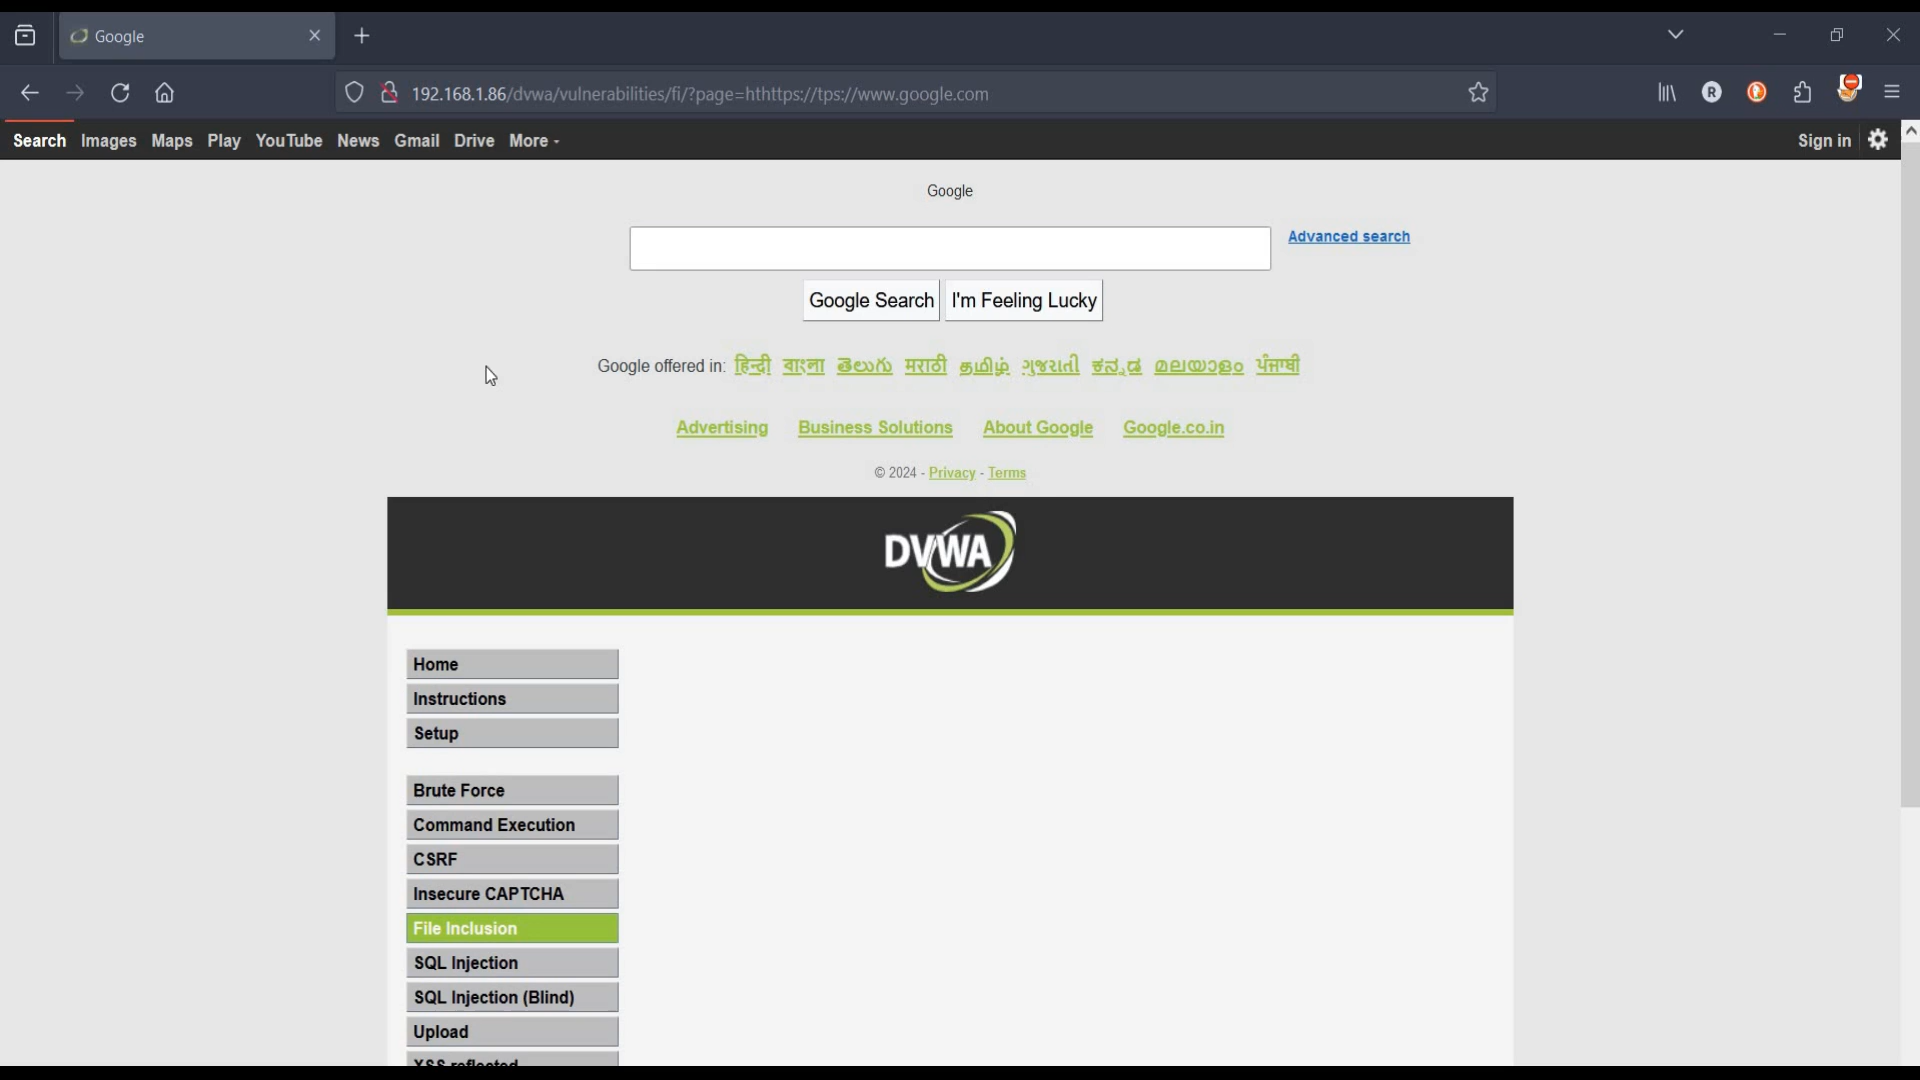 Google
192.168.1.86/dvwa/vulnerabilities/fi/?page=hthttps://tps://www.google.com
R
Search Images Maps Play YouTube News Gmail Drive More
Sign in
Google
Advanced search
Google Search I'm Feeling Lucky
Google offered in: हिन्दी বাংলা తెలుగు मराठी தமிழ் ગુજરાતી ಕನ್ನಡ മലയാളം ਪੰਜਾਬੀ
Advertising Business Solutions About Google Google.co.in
© 2024 - Privacy - Terms
DVWA
Home
Instructions
Setup
Brute Force
Command Execution
CSRF
Insecure CAPTCHA
File Inclusion
SQL Injection
SQL Injection (Blind)
Upload
XSS reflected